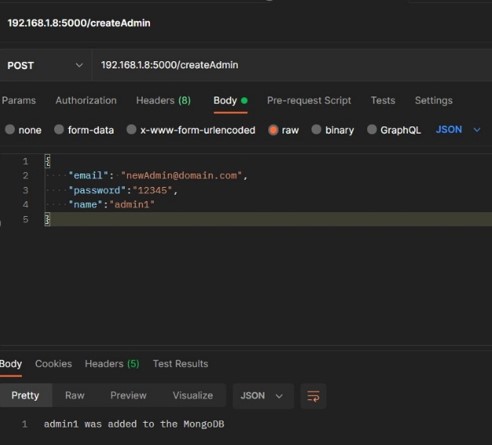 192.168.1.8:5000/createAdmin
POST 192.168.1.8:5000/createAdmin
Params Authorization Headers (8) Body Pre-request Script Tests Settings
none form-data x-www-form-urlencoded raw binary GraphQL JSON
1 {
2 "email": "newAdmin@domain.com",
3 "password":"12345",
4 "name":"admin1"
5 }
Body Cookies Headers (5) Test Results
Pretty Raw Preview Visualize JSON
1 admin1 was added to the MongoDB